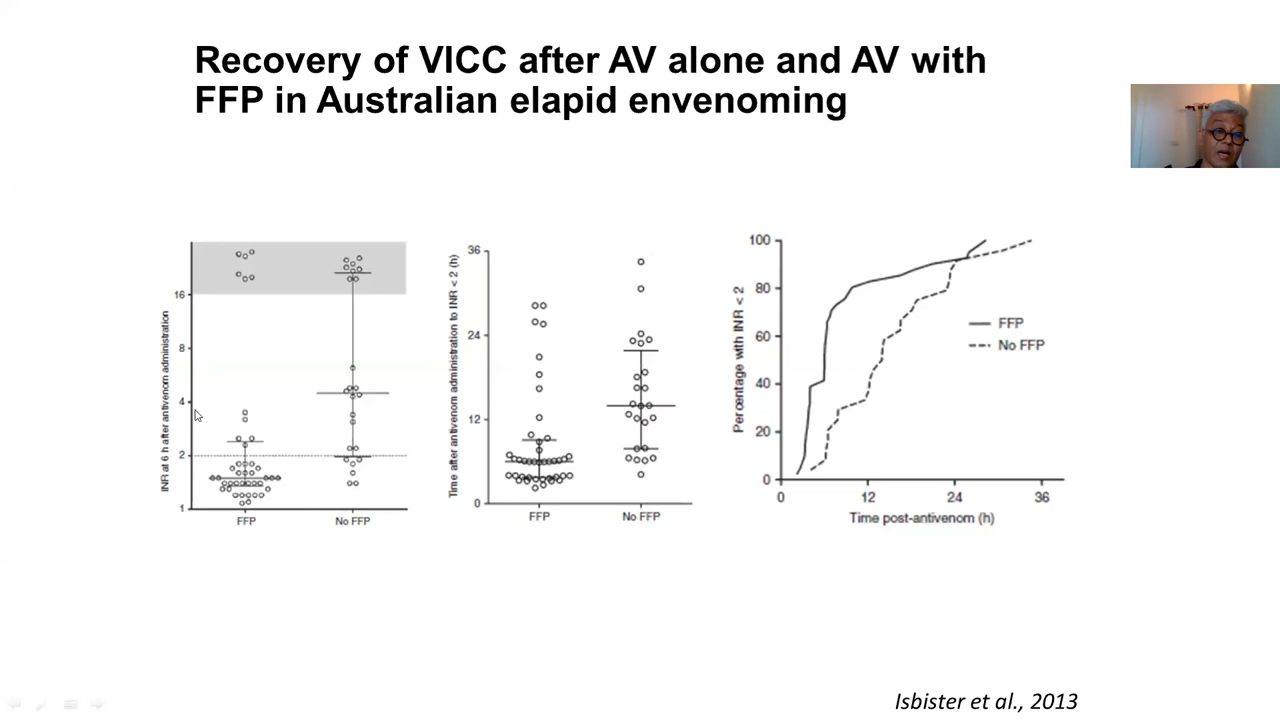 Recovery of VICC after AV alone and AV with
FFP in Australian elapid envenoming
INR at 6 h after antivenom administration
16
8
4
2
1
FFP
No FFP
Time after antivenom administration to INR < 2 (h)
36
24
12
0
FFP
No FFP
Percentage with INR < 2
100
80
60
40
20
0
FFP
No FFP
0
12
24
36
Time post-antivenom (h)
Isbister et al., 2013